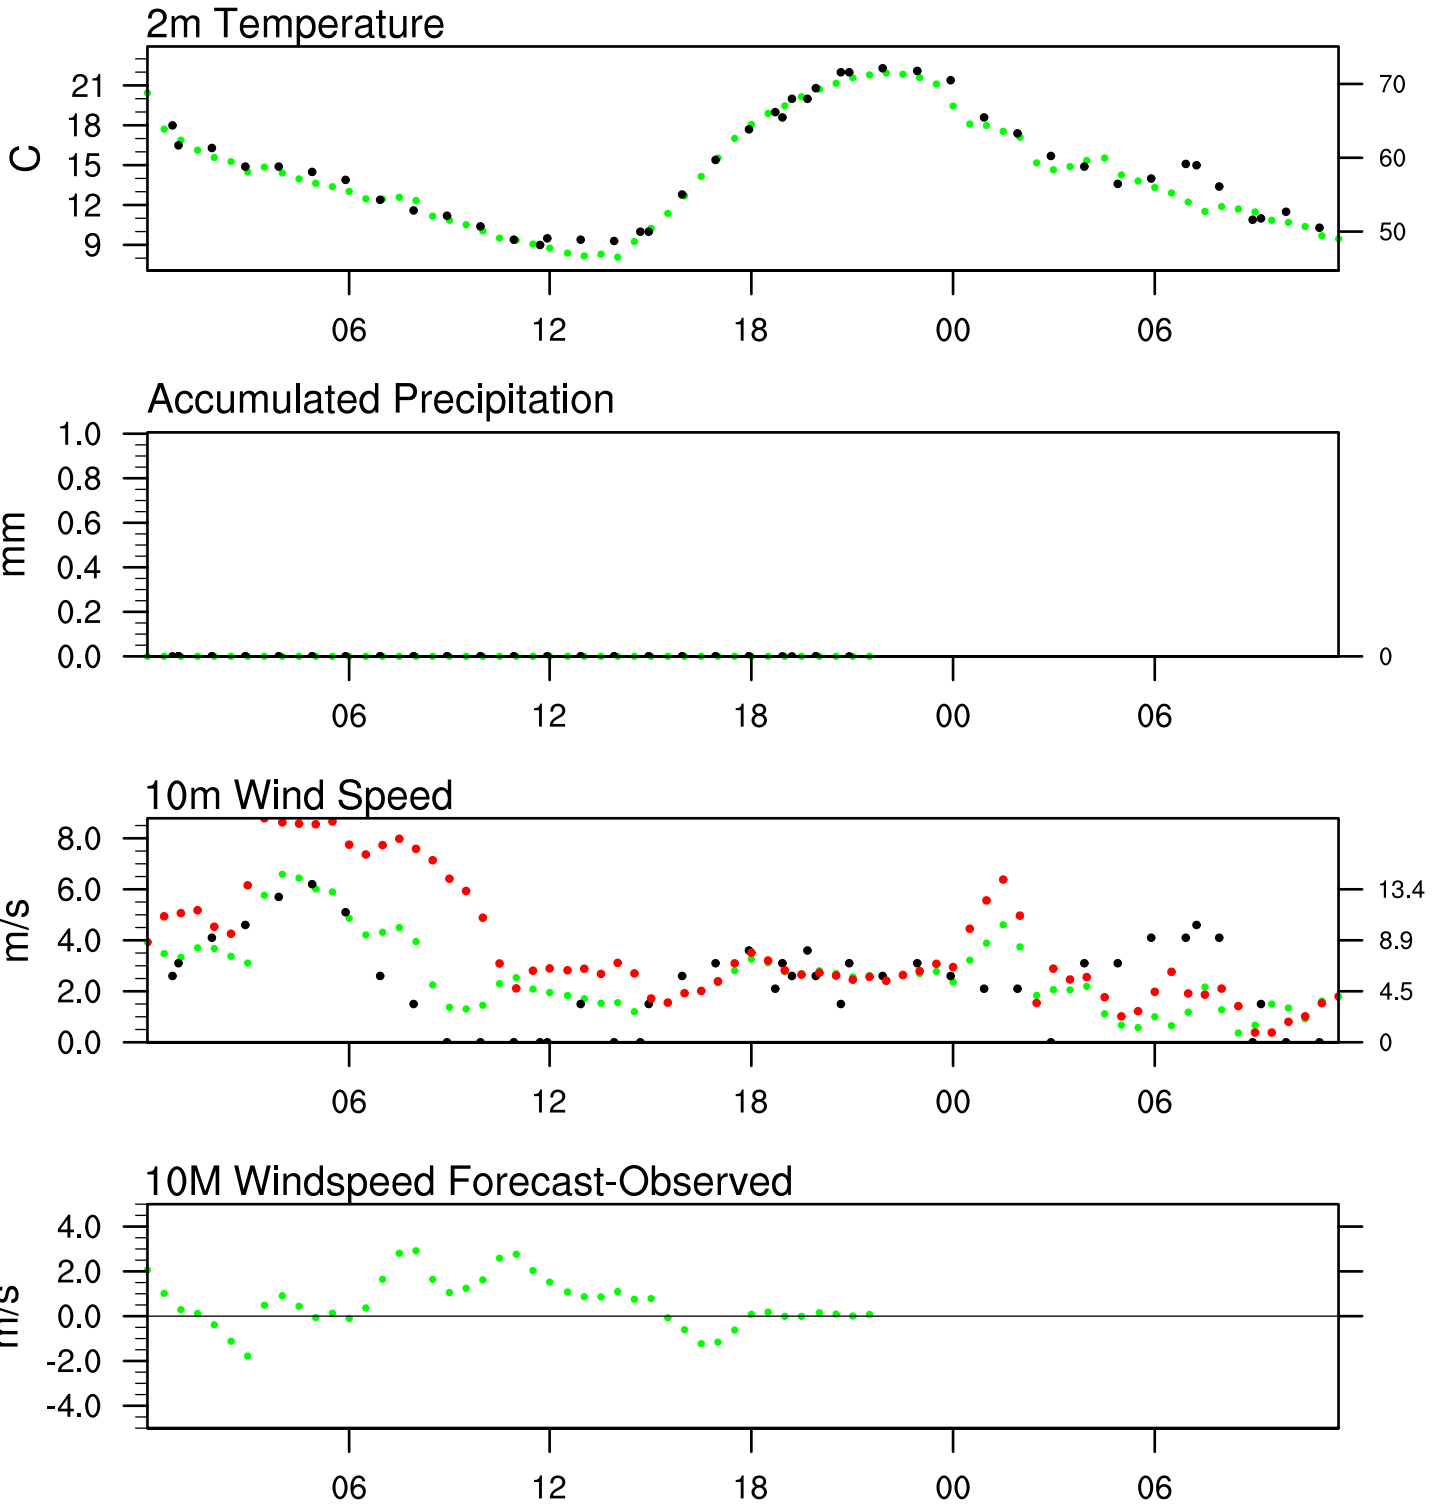 2m Temperature
21
18
15
12
9
C
70
60
50
06 12 18 00 06
Accumulated Precipitation
1.0
0.8
0.6
0.4
0.2
0.0
mm
0
06 12 18 00 06
10m Wind Speed
8.0
6.0
4.0
2.0
0.0
m/s
13.4
8.9
4.5
0
06 12 18 00 06
10M Windspeed Forecast-Observed
4.0
2.0
0.0
-2.0
-4.0
m/s
06 12 18 00 06